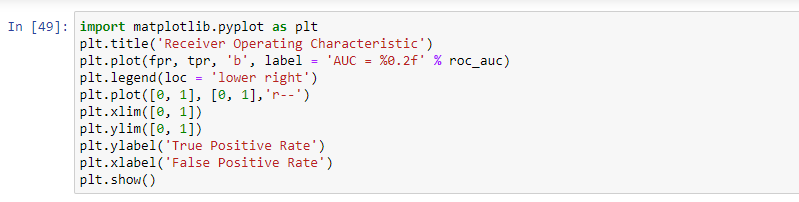 In [49]: import matplotlib.pyplot as plt
plt.title('Receiver Operating Characteristic')
plt.plot(fpr, tpr, 'b', label = 'AUC = %0.2f' % roc_auc)
plt.legend(loc = 'lower right')
plt.plot([0, 1], [0, 1],'r--')
plt.xlim([0, 1])
plt.ylim([0, 1])
plt.ylabel('True Positive Rate')
plt.xlabel('False Positive Rate')
plt.show()